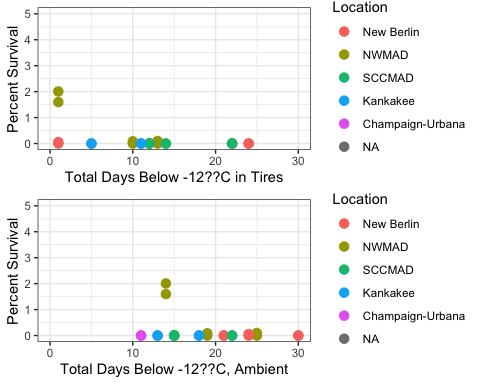 Location
New Berlin
NWMAD
SCCMAD
Kankakee
Champaign-Urbana
NA
Percent Survival
5
4
3
2
1
0
0 10 20 30
Total Days Below -12??C in Tires
Location
New Berlin
NWMAD
SCCMAD
Kankakee
Champaign-Urbana
NA
Percent Survival
5
4
3
2
1
0
0 10 20 30
Total Days Below -12??C, Ambient